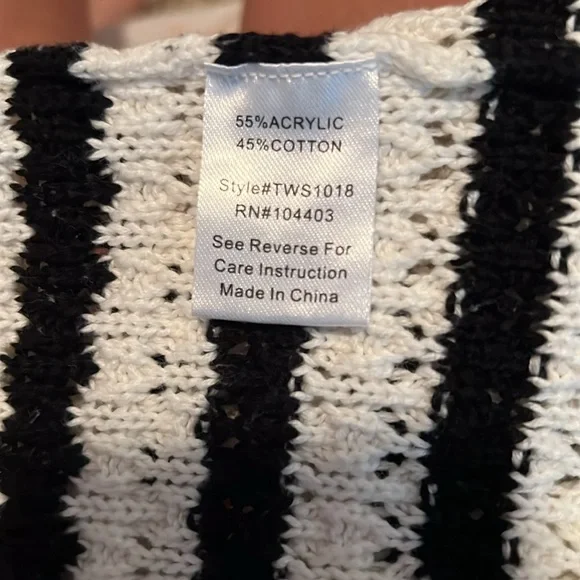 55%ACRYLIC
45%COTTON
Style#TWS1018
RN#104403
See Reverse For
Care Instruction
Made In China